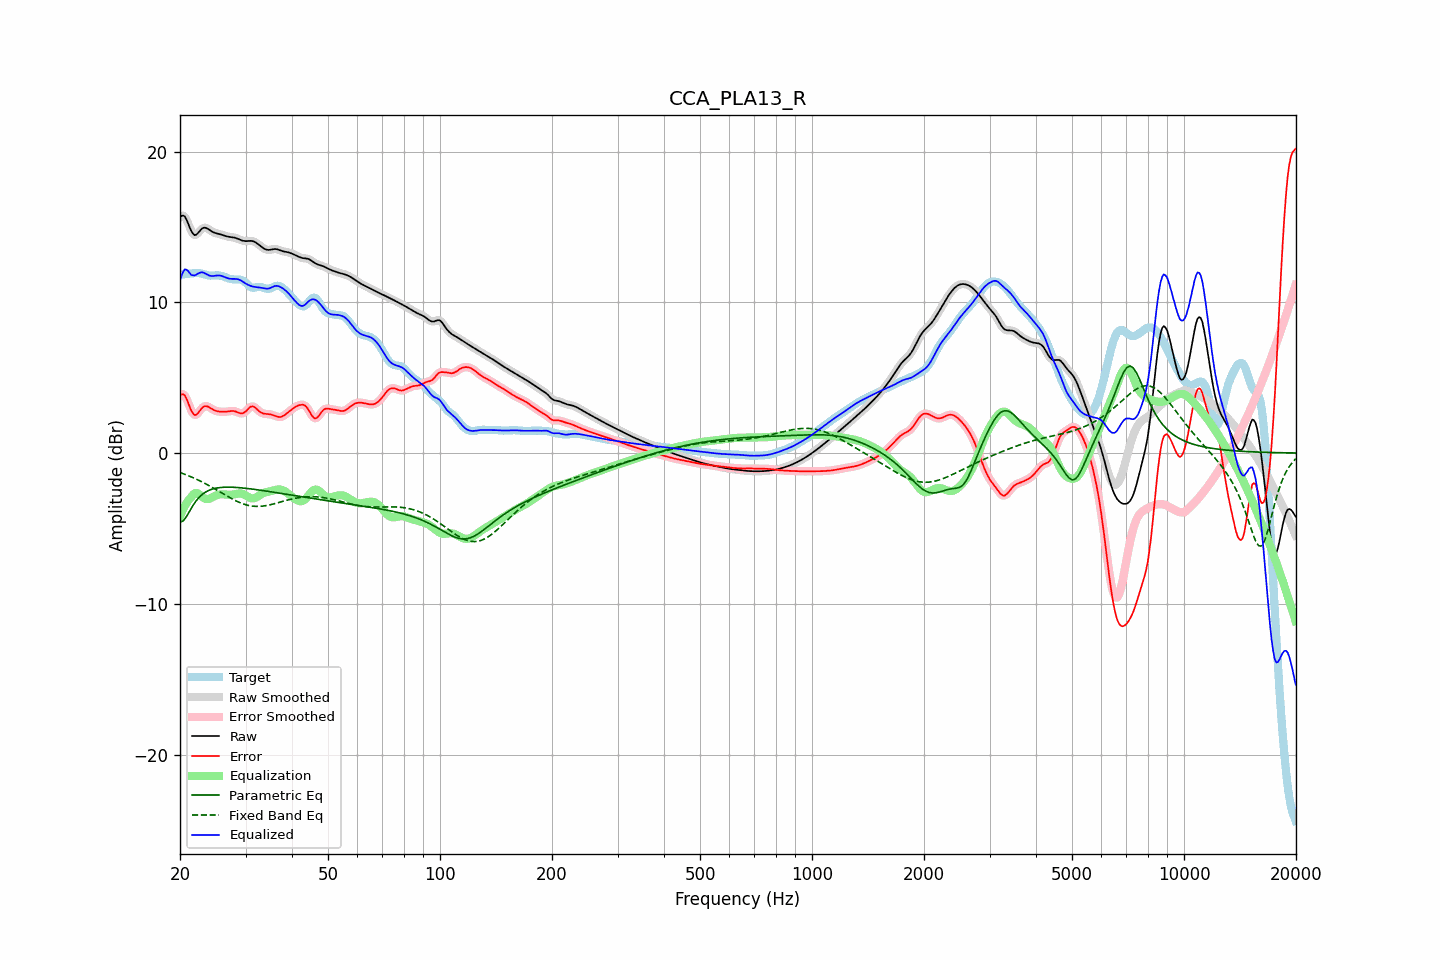 CCA_PLA13_R
Amplitude (dBr)
20
10
0
−10
−20
Target
Raw Smoothed
Error Smoothed
Raw
Error
Equalization
Parametric Eq
Fixed Band Eq
Equalized
20 50 100 200 500 1000 2000 5000 10000 20000
Frequency (Hz)